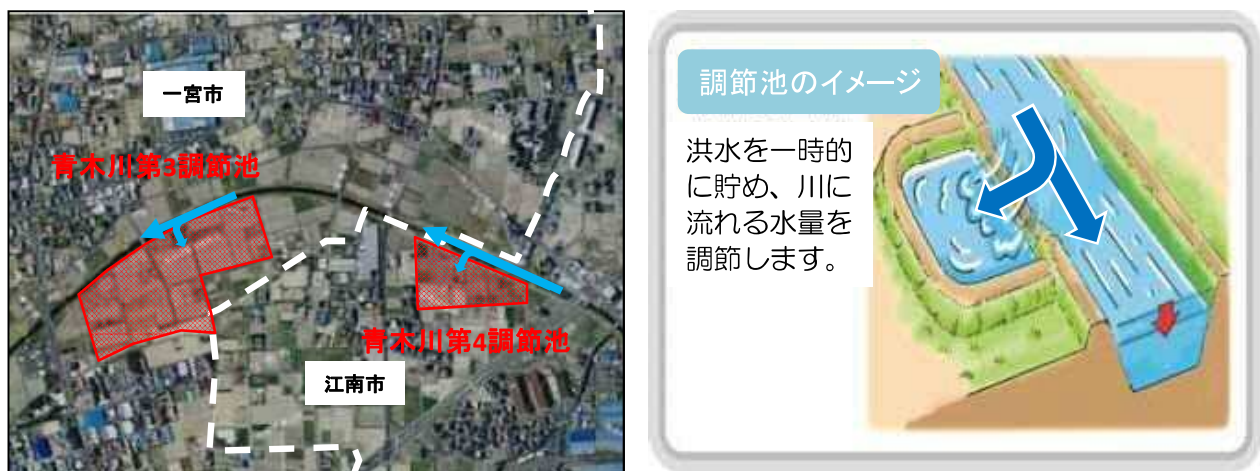 一宮市
青木川第3調節池
青木川第4調節池
江南市
調節池のイメージ
洪水を一時的
に貯め、川に
流れる水量を
調節します。